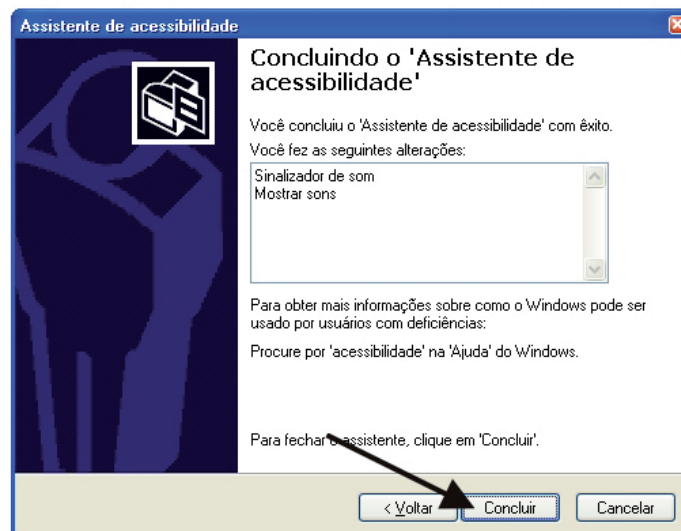 Assistente de acessibilidade
Concluindo o 'Assistente de
acessibilidade'
Você concluiu o 'Assistente de acessibilidade' com êxito.
Você fez as seguintes alterações:
Sinalizador de som
Mostrar sons
Para obter mais informações sobre como o Windows pode ser
usado por usuários com deficiências:
Procure por 'acessibilidade' na 'Ajuda' do Windows.
Para fechar o assistente, clique em 'Concluir'.
< Voltar
Concluir
Cancelar